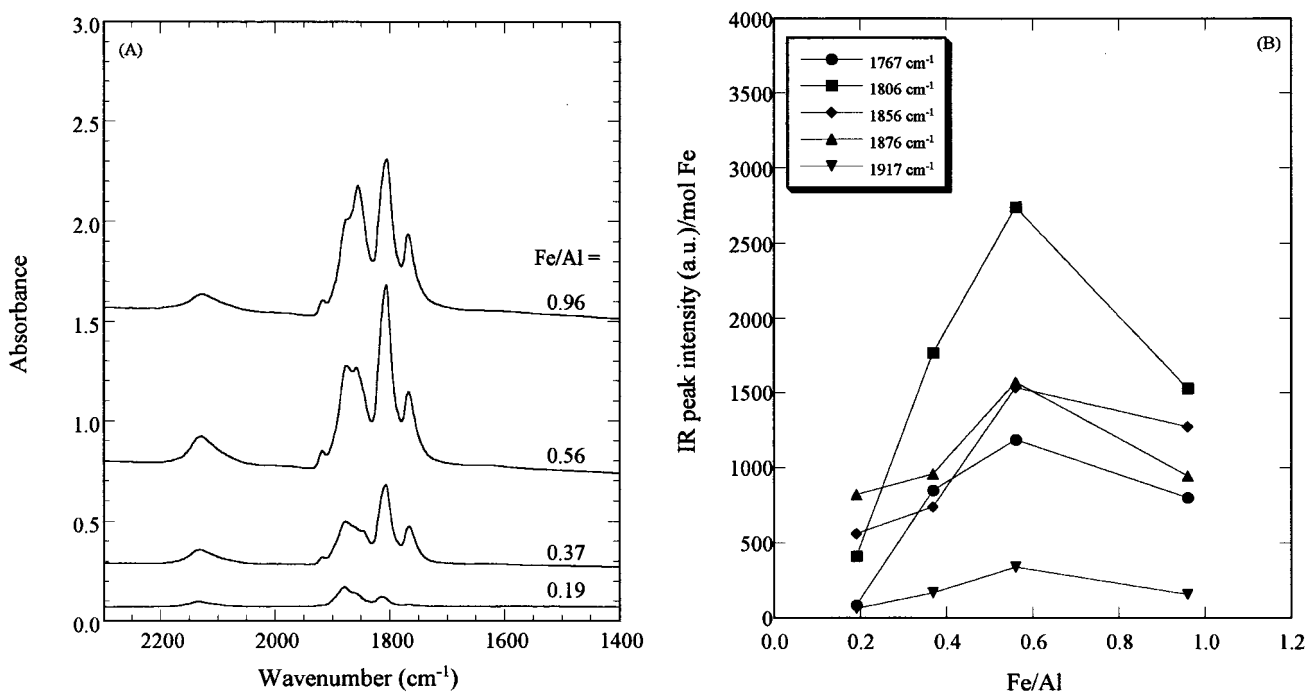 (A)
3.0
2.5
2.0
1.5
1.0
0.5
0.0
Absorbance
Fe/Al =
0.96
0.56
0.37
0.19
2200
2000
1800
1600
1400
Wavenumber (cm⁻¹)
(B)
4000
3500
3000
2500
2000
1500
1000
500
0
IR peak intensity (a.u.)/mol Fe
1767 cm⁻¹
1806 cm⁻¹
1856 cm⁻¹
1876 cm⁻¹
1917 cm⁻¹
0.0
0.2
0.4
0.6
0.8
1.0
1.2
Fe/Al